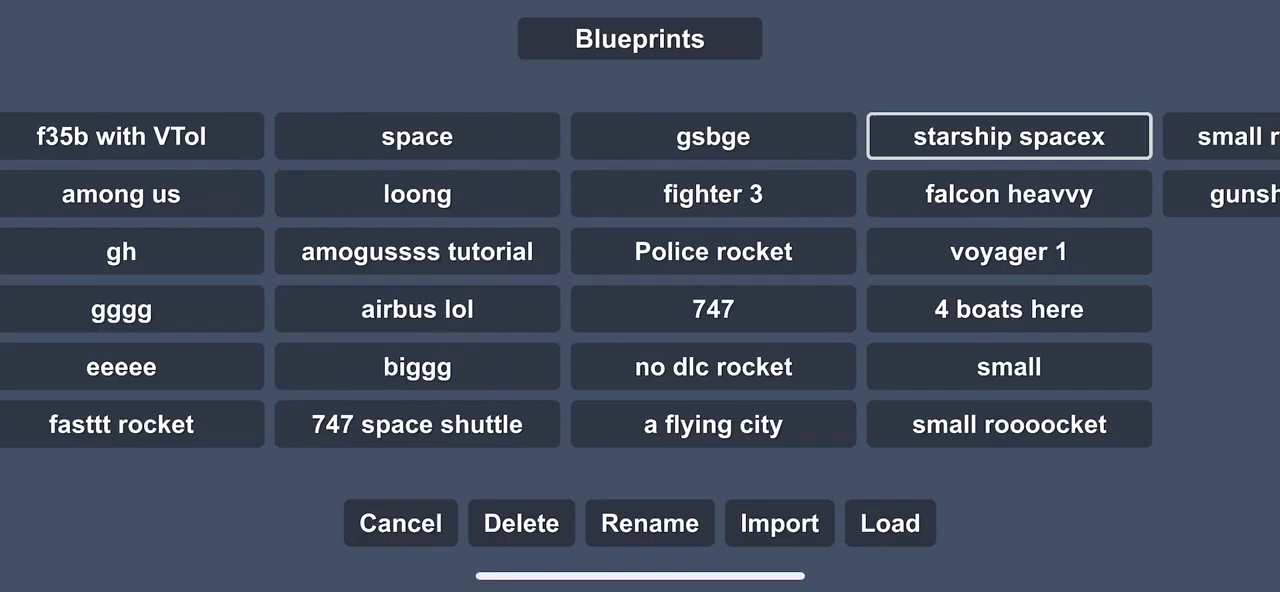 Blueprints
f35b with VTol space gsbge starship spacex small r
among us loong fighter 3 falcon heavvy gunsh
gh amogussss tutorial Police rocket voyager 1
gggg airbus lol 747 4 boats here
eeeee biggg no dlc rocket small
fasttt rocket 747 space shuttle a flying city small roooocket
Cancel Delete Rename Import Load